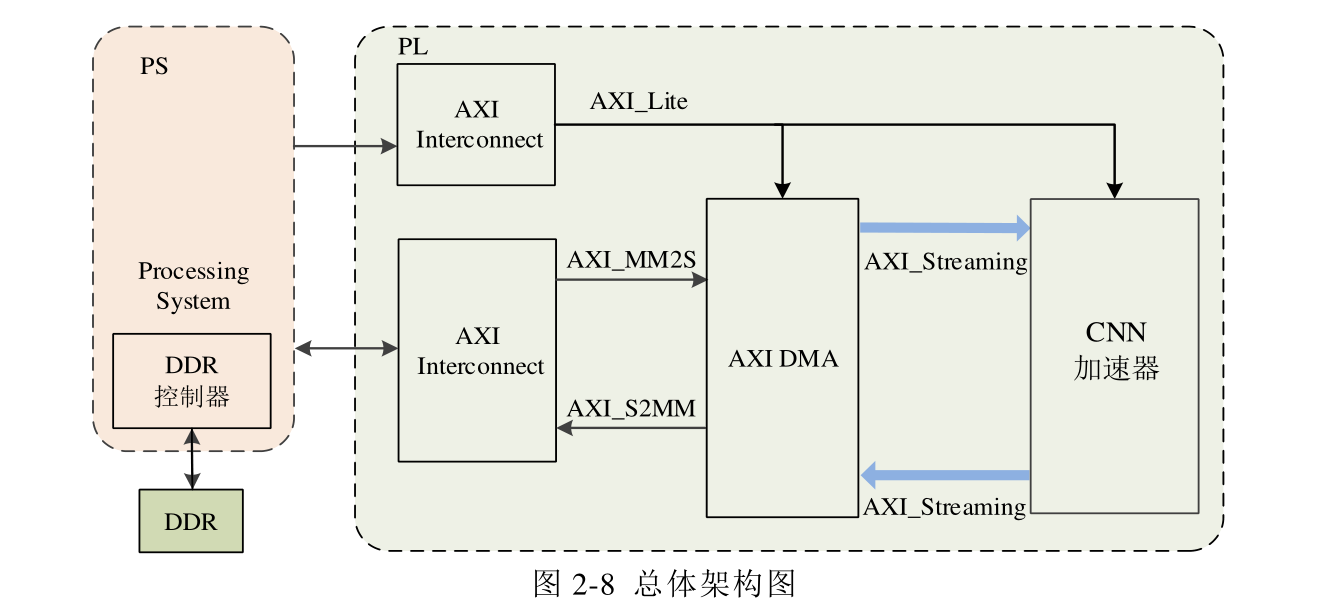 PS
PL
AXI
Interconnect
AXI_Lite
Processing
System
DDR
控制器
DDR
AXI
Interconnect
AXI_MM2S
AXI_S2MM
AXI DMA
AXI_Streaming
AXI_Streaming
CNN
加速器
图 2-8 总体架构图